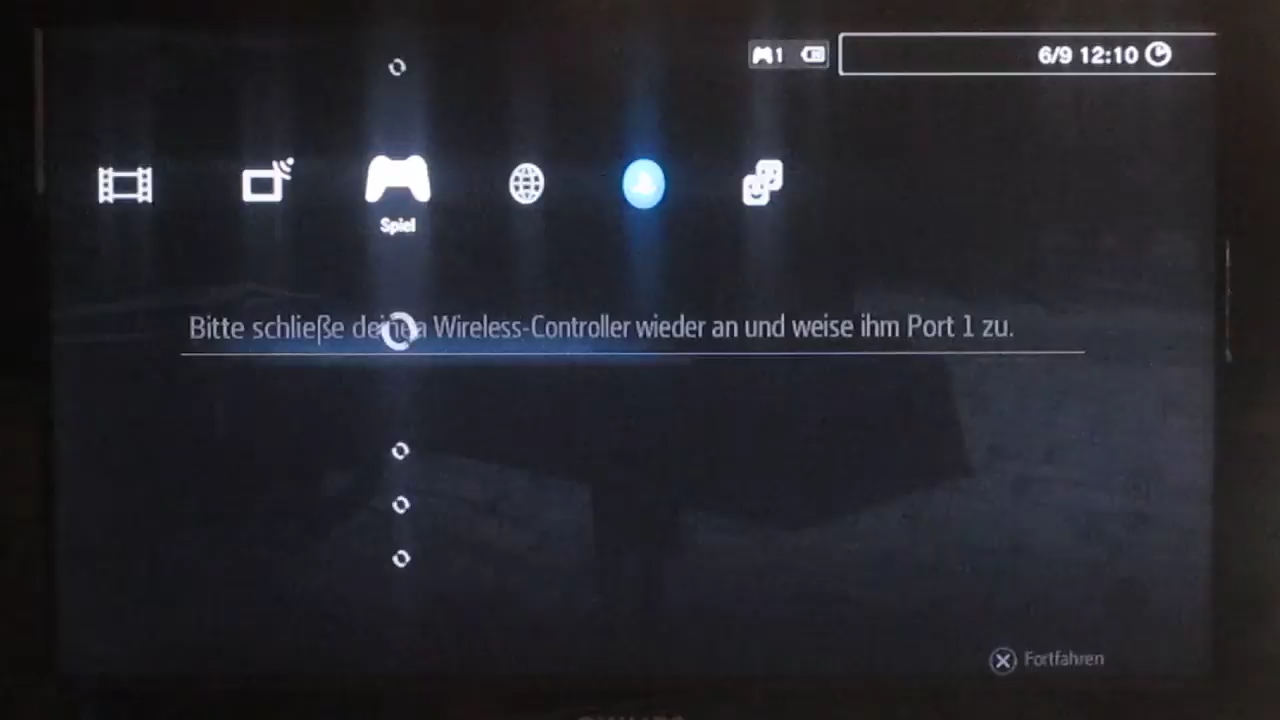 1
6/9 12:10
Spiel
Bitte schließe deinen Wireless-Controller wieder an und weise ihm Port 1 zu.
Fortfahren